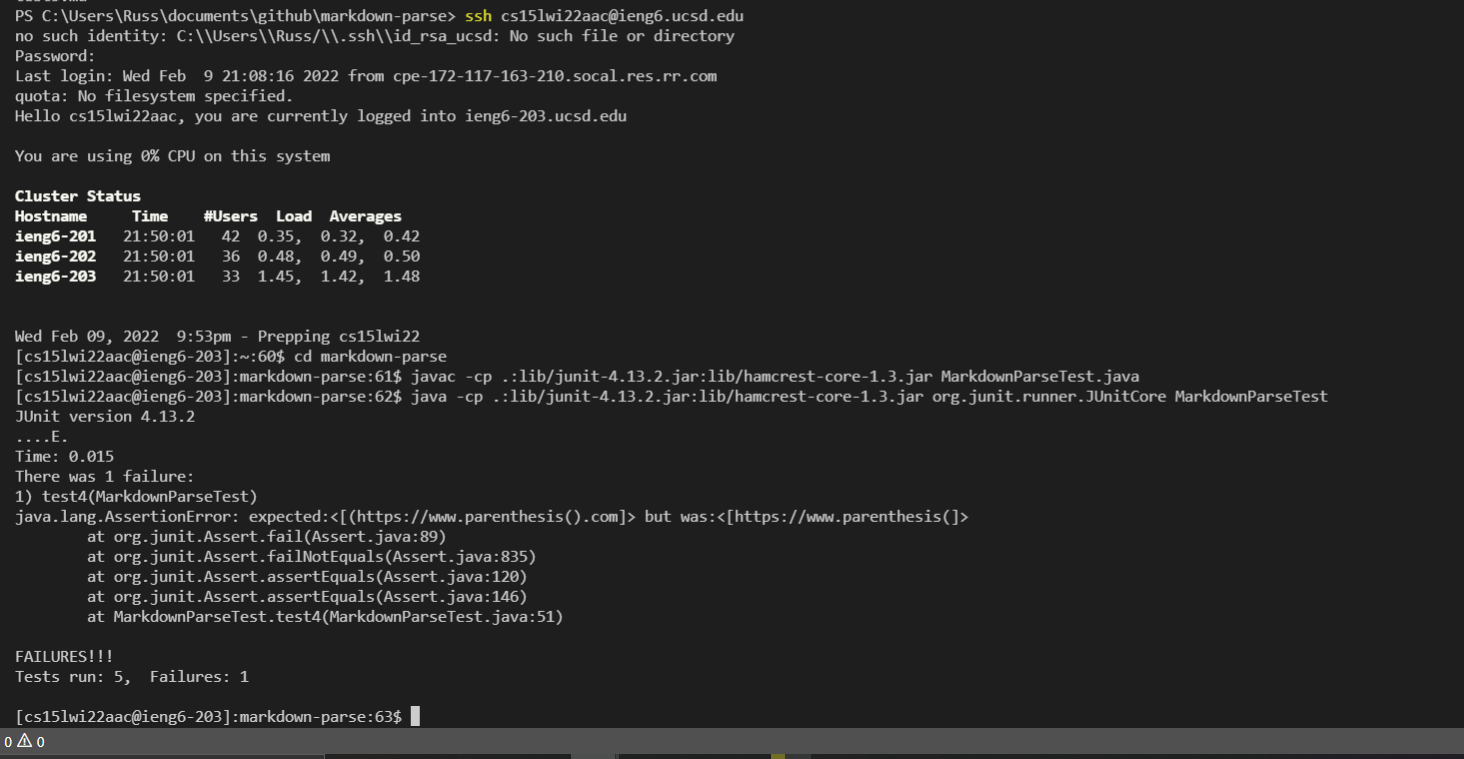 PS C:\Users\Russ\documents\github\markdown-parse> ssh cs15lwi22aac@ieng6.ucsd.edu
no such identity: C:\\Users\\Russ/\\.ssh\\id_rsa_ucsd: No such file or directory
Password:
Last login: Wed Feb  9 21:08:16 2022 from cpe-172-117-163-210.socal.res.rr.com
quota: No filesystem specified.
Hello cs15lwi22aac, you are currently logged into ieng6-203.ucsd.edu
You are using 0% CPU on this system
Cluster Status
Hostname     Time    #Users  Load  Averages
ieng6-201   21:50:01   42  0.35,  0.32,  0.42
ieng6-202   21:50:01   36  0.48,  0.49,  0.50
ieng6-203   21:50:01   33  1.45,  1.42,  1.48
Wed Feb 09, 2022  9:53pm - Prepping cs15lwi22
[cs15lwi22aac@ieng6-203]:~:60$ cd markdown-parse
[cs15lwi22aac@ieng6-203]:markdown-parse:61$ javac -cp .:lib/junit-4.13.2.jar:lib/hamcrest-core-1.3.jar MarkdownParseTest.java
[cs15lwi22aac@ieng6-203]:markdown-parse:62$ java -cp .:lib/junit-4.13.2.jar:lib/hamcrest-core-1.3.jar org.junit.runner.JUnitCore MarkdownParseTest
JUnit version 4.13.2
....E.
Time: 0.015
There was 1 failure:
1) test4(MarkdownParseTest)
java.lang.AssertionError: expected:<[(https://www.parenthesis().com]> but was:<[https://www.parenthesis(]>
        at org.junit.Assert.fail(Assert.java:89)
        at org.junit.Assert.failNotEquals(Assert.java:835)
        at org.junit.Assert.assertEquals(Assert.java:120)
        at org.junit.Assert.assertEquals(Assert.java:146)
        at MarkdownParseTest.test4(MarkdownParseTest.java:51)
FAILURES!!!
Tests run: 5,  Failures: 1
[cs15lwi22aac@ieng6-203]:markdown-parse:63$
0 ⚠ 0